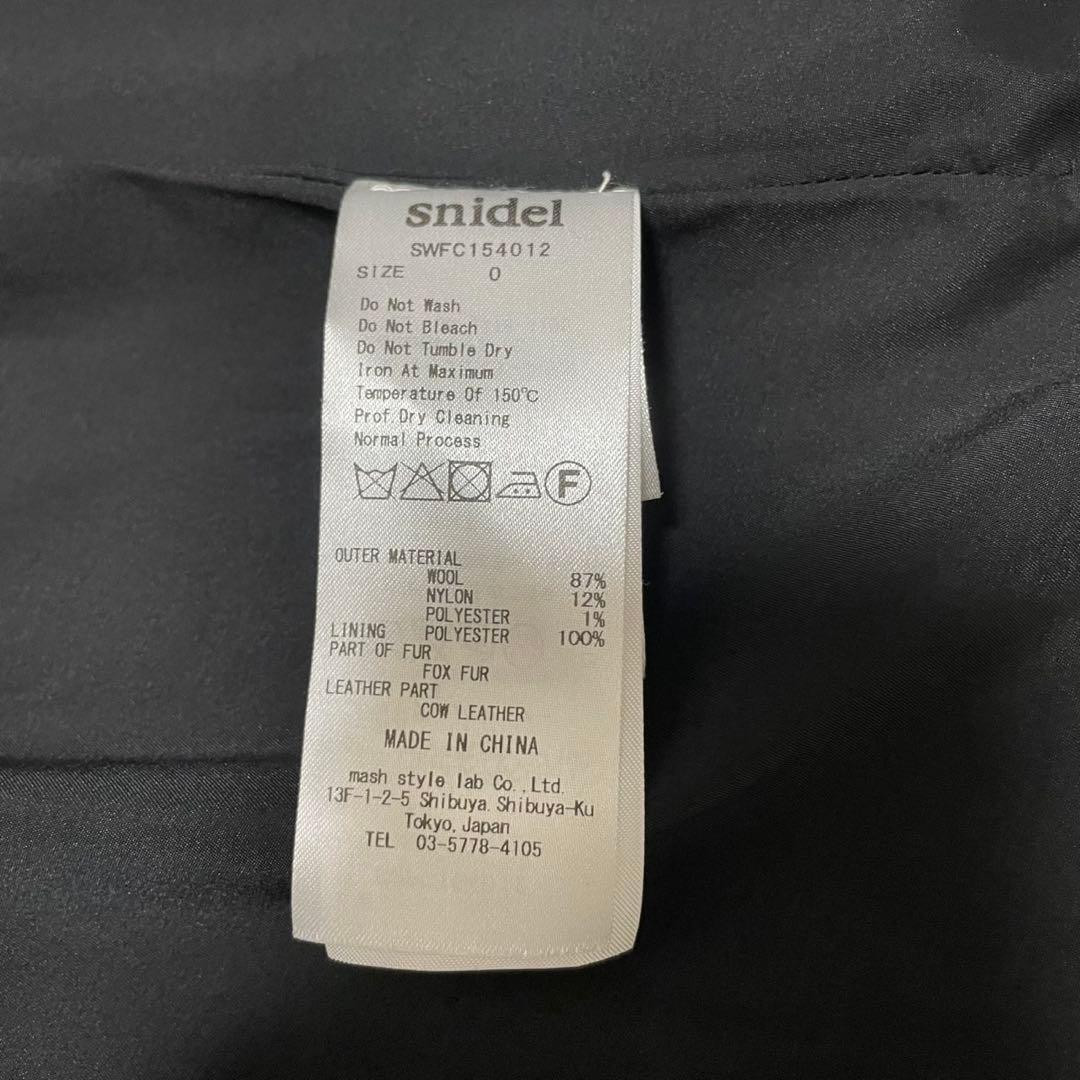 snidel
SWFC154012
SIZE 0
Do Not Wash
Do Not Bleach
Do Not Tumble Dry
Iron At Maximum
Temperature Of 150℃
Prof.Dry Cleaning
Normal Process
F
OUTER MATERIAL
WOOL 87%
NYLON 12%
POLYESTER 1%
LINING POLYESTER 100%
PART OF FUR
FOX FUR
LEATHER PART
COW LEATHER
MADE IN CHINA
mash style lab Co.,Ltd.
13F-1-2-5 Shibuya.Shibuya-Ku
Tokyo,Japan
TEL 03-5778-4105